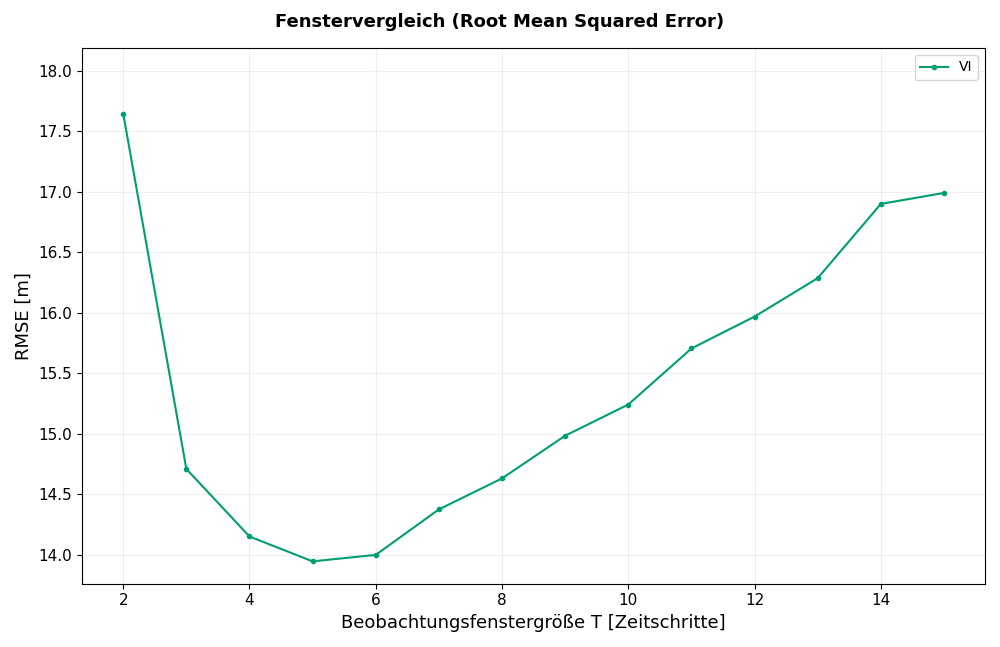 Fenstervergleich (Root Mean Squared Error)
VI
RMSE [m]
18.0
17.5
17.0
16.5
16.0
15.5
15.0
14.5
14.0
2 4 6 8 10 12 14
Beobachtungsfenstergröße T [Zeitschritte]